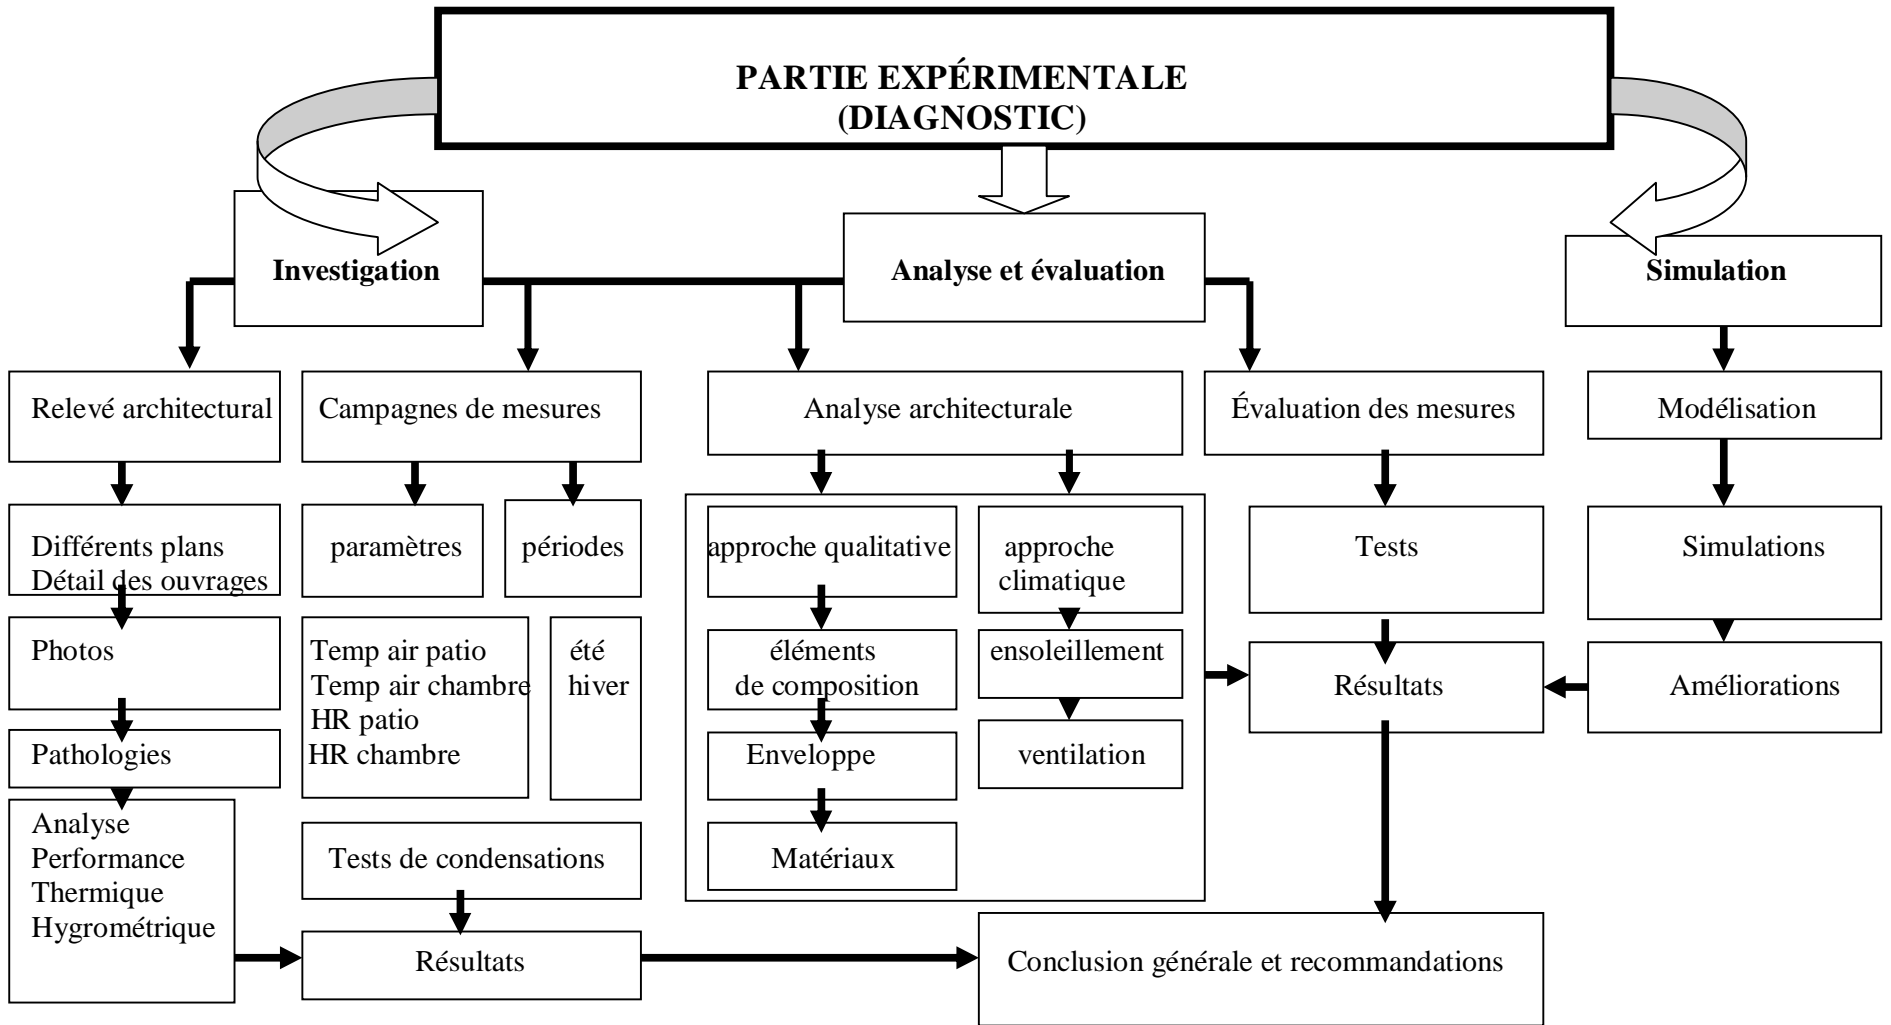 PARTIE EXPÉRIMENTALE
(DIAGNOSTIC)
Investigation
Analyse et évaluation
Simulation
Relevé architectural
Campagnes de mesures
Analyse architecturale
Évaluation des mesures
Modélisation
Différents plans
Détail des ouvrages
paramètres
périodes
approche qualitative
approche
climatique
Tests
Simulations
Photos
Temp air patio
Temp air chambre
HR patio
HR chambre
été
hiver
éléments
de composition
ensoleillement
Résultats
Améliorations
Pathologies
Enveloppe
ventilation
Analyse
Performance
Thermique
Hygrométrique
Tests de condensations
Matériaux
Résultats
Conclusion générale et recommandations